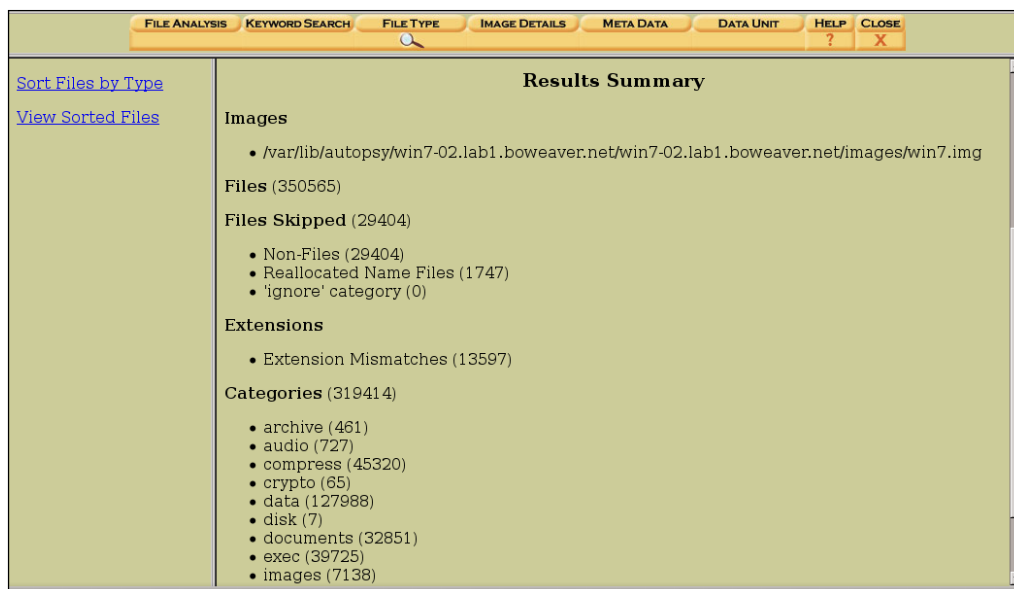 FILE ANALYSIS KEYWORD SEARCH FILE TYPE IMAGE DETAILS META DATA DATA UNIT HELP CLOSE
? X
Sort Files by Type
View Sorted Files
Results Summary
Images
• /var/lib/autopsy/win7-02.lab1.boweaver.net/win7-02.lab1.boweaver.net/images/win7.img
Files (350565)
Files Skipped (29404)
• Non-Files (29404)
• Reallocated Name Files (1747)
• 'ignore' category (0)
Extensions
• Extension Mismatches (13597)
Categories (319414)
• archive (461)
• audio (727)
• compress (45320)
• crypto (65)
• data (127988)
• disk (7)
• documents (32851)
• exec (39725)
• images (7138)